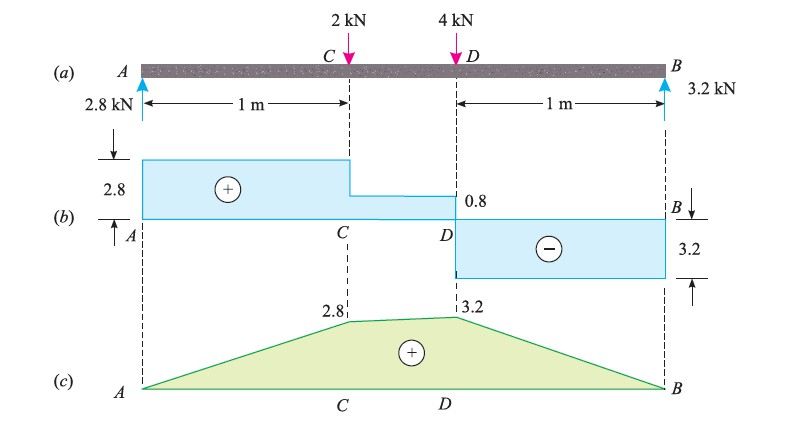 2 kN 4 kN
C D
(a) A B
2.8 kN 1 m 1 m 3.2 kN
2.8 + 0.8
(b) A C D − B 3.2
2.8 3.2
+
(c) A B
C D